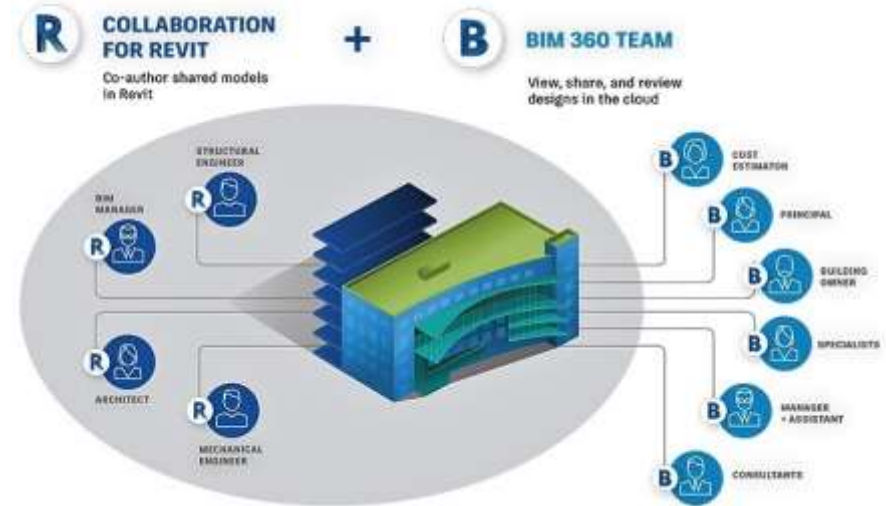 R
COLLABORATION
FOR REVIT
Co-author shared models
in Revit
+
B
BIM 360 TEAM
View, share, and review
designs in the cloud
STRUCTURAL
ENGINEER
R
BIM
MANAGER
R
R
ARCHITECT
R
MECHANICAL
ENGINEER
B
COST
ESTIMATOR
B
PRINCIPAL
B
BUILDING
OWNER
B
SPECIALISTS
B
MANAGER
+ ASSISTANT
B
CONSULTANTS